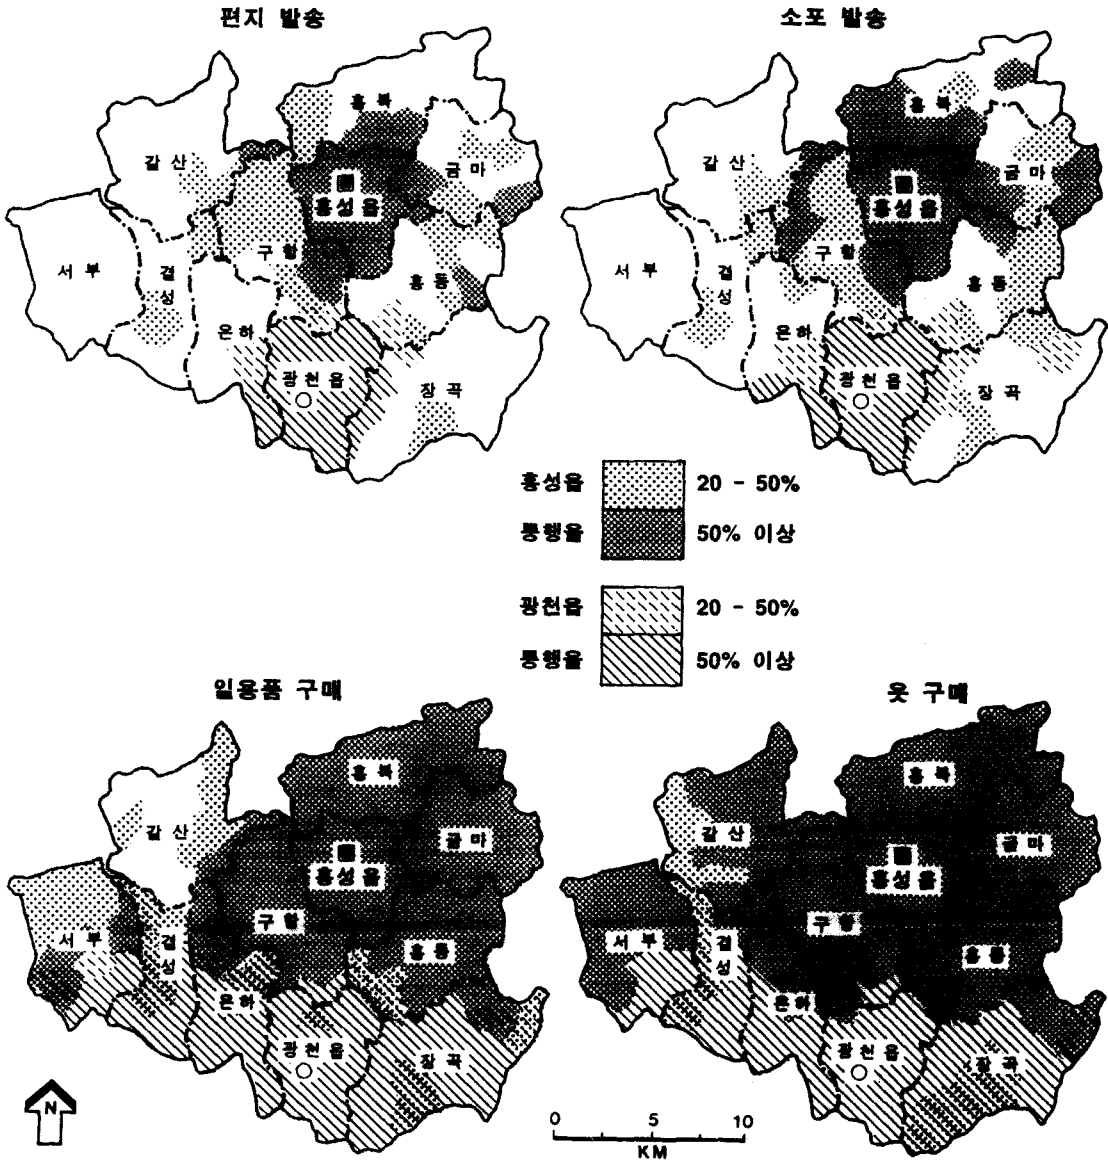 편지 발송
소포 발송
홍북
갈산
금마
홍성읍
구항
서부
결성
홍동
은하
광천읍
장곡
홍북
갈산
금마
홍성읍
구항
서부
결성
홍동
은하
광천읍
장곡
홍성읍 20 - 50%
통행율 50% 이상
광천읍 20 - 50%
통행율 50% 이상
일용품 구매
옷 구매
홍북
갈산
금마
홍성읍
구항
서부
결성
홍동
은하
광천읍
장곡
홍북
갈산
금마
홍성읍
구항
서부
결성
홍동
은하
광천읍
장곡
N
0 5 10
KM